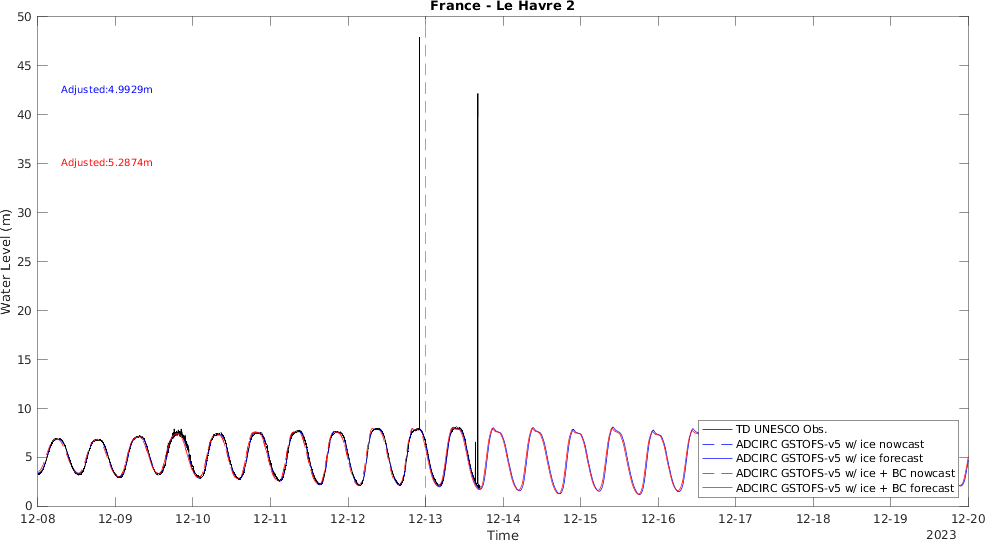 France - Le Havre 2
50
45
40
35
30
25
20
15
10
5
0
Water Level (m)
Adjusted:4.9929m
Adjusted:5.2874m
TD UNESCO Obs.
ADCIRC GSTOFS-v5 w/ ice nowcast
ADCIRC GSTOFS-v5 w/ ice forecast
ADCIRC GSTOFS-v5 w/ ice + BC nowcast
ADCIRC GSTOFS-v5 w/ ice + BC forecast
12-08 12-09 12-10 12-11 12-12 12-13 12-14 12-15 12-16 12-17 12-18 12-19 12-20
Time
2023